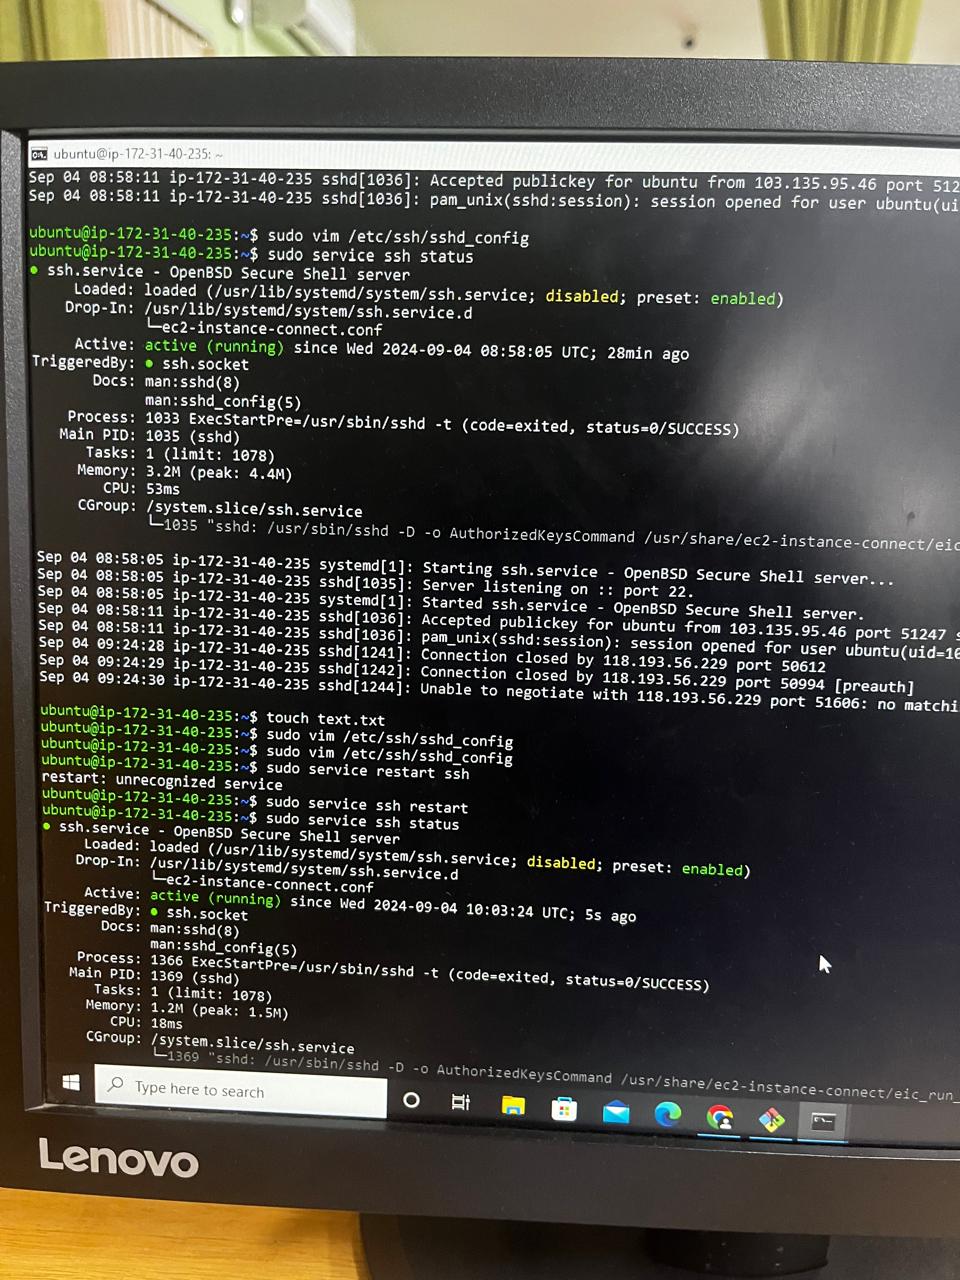 ubuntu@ip-172-31-40-235: ~
Sep 04 08:58:11 ip-172-31-40-235 sshd[1036]: Accepted publickey for ubuntu from 103.135.95.46 port 512
Sep 04 08:58:11 ip-172-31-40-235 sshd[1036]: pam_unix(sshd:session): session opened for user ubuntu(ui
ubuntu@ip-172-31-40-235:~$ sudo vim /etc/ssh/sshd_config
ubuntu@ip-172-31-40-235:~$ sudo service ssh status
● ssh.service - OpenBSD Secure Shell server
Loaded: loaded (/usr/lib/systemd/system/ssh.service; disabled; preset: enabled)
Drop-In: /usr/lib/systemd/system/ssh.service.d
└─ec2-instance-connect.conf
Active: active (running) since Wed 2024-09-04 08:58:05 UTC; 28min ago
TriggeredBy: ● ssh.socket
Docs: man:sshd(8)
man:sshd_config(5)
Process: 1033 ExecStartPre=/usr/sbin/sshd -t (code=exited, status=0/SUCCESS)
Main PID: 1035 (sshd)
Tasks: 1 (limit: 1078)
Memory: 3.2M (peak: 4.4M)
CPU: 53ms
CGroup: /system.slice/ssh.service
└─1035 "sshd: /usr/sbin/sshd -D -o AuthorizedKeysCommand /usr/share/ec2-instance-connect/eic
Sep 04 08:58:05 ip-172-31-40-235 systemd[1]: Starting ssh.service - OpenBSD Secure Shell server...
Sep 04 08:58:05 ip-172-31-40-235 sshd[1035]: Server listening on :: port 22.
Sep 04 08:58:05 ip-172-31-40-235 systemd[1]: Started ssh.service - OpenBSD Secure Shell server.
Sep 04 08:58:11 ip-172-31-40-235 sshd[1036]: Accepted publickey for ubuntu from 103.135.95.46 port 51247 s
Sep 04 08:58:11 ip-172-31-40-235 sshd[1036]: pam_unix(sshd:session): session opened for user ubuntu(uid=10
Sep 04 09:24:28 ip-172-31-40-235 sshd[1241]: Connection closed by 118.193.56.229 port 50612
Sep 04 09:24:29 ip-172-31-40-235 sshd[1242]: Connection closed by 118.193.56.229 port 50994 [preauth]
Sep 04 09:24:30 ip-172-31-40-235 sshd[1244]: Unable to negotiate with 118.193.56.229 port 51606: no matchi
ubuntu@ip-172-31-40-235:~$ touch text.txt
ubuntu@ip-172-31-40-235:~$ sudo vim /etc/ssh/sshd_config
ubuntu@ip-172-31-40-235:~$ sudo vim /etc/ssh/sshd_config
ubuntu@ip-172-31-40-235:~$ sudo service restart ssh
restart: unrecognized service
ubuntu@ip-172-31-40-235:~$ sudo service ssh restart
ubuntu@ip-172-31-40-235:~$ sudo service ssh status
● ssh.service - OpenBSD Secure Shell server
Loaded: loaded (/usr/lib/systemd/system/ssh.service; disabled; preset: enabled)
Drop-In: /usr/lib/systemd/system/ssh.service.d
└─ec2-instance-connect.conf
Active: active (running) since Wed 2024-09-04 10:03:24 UTC; 5s ago
TriggeredBy: ● ssh.socket
Docs: man:sshd(8)
man:sshd_config(5)
Process: 1366 ExecStartPre=/usr/sbin/sshd -t (code=exited, status=0/SUCCESS)
Main PID: 1369 (sshd)
Tasks: 1 (limit: 1078)
Memory: 1.2M (peak: 1.5M)
CPU: 18ms
CGroup: /system.slice/ssh.service
└─1369 "sshd: /usr/sbin/sshd -D -o AuthorizedKeysCommand /usr/share/ec2-instance-connect/eic_run_
Type here to search
Lenovo